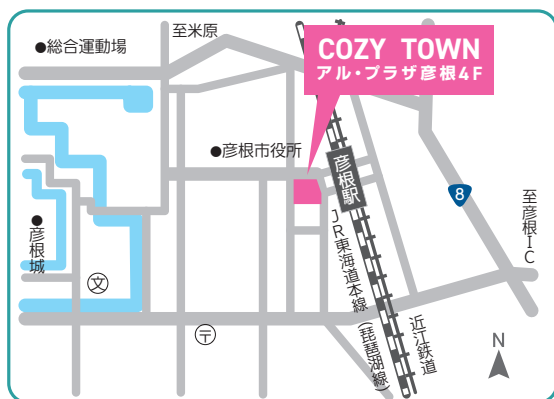 ●総合運動場
至米原
COZY TOWN
アル・プラザ彦根4F
●彦根市役所
彦根駅
8
至彦根IC
●彦根城
JR東海道本線(琵琶湖線)
近江鉄道
文
〒
N